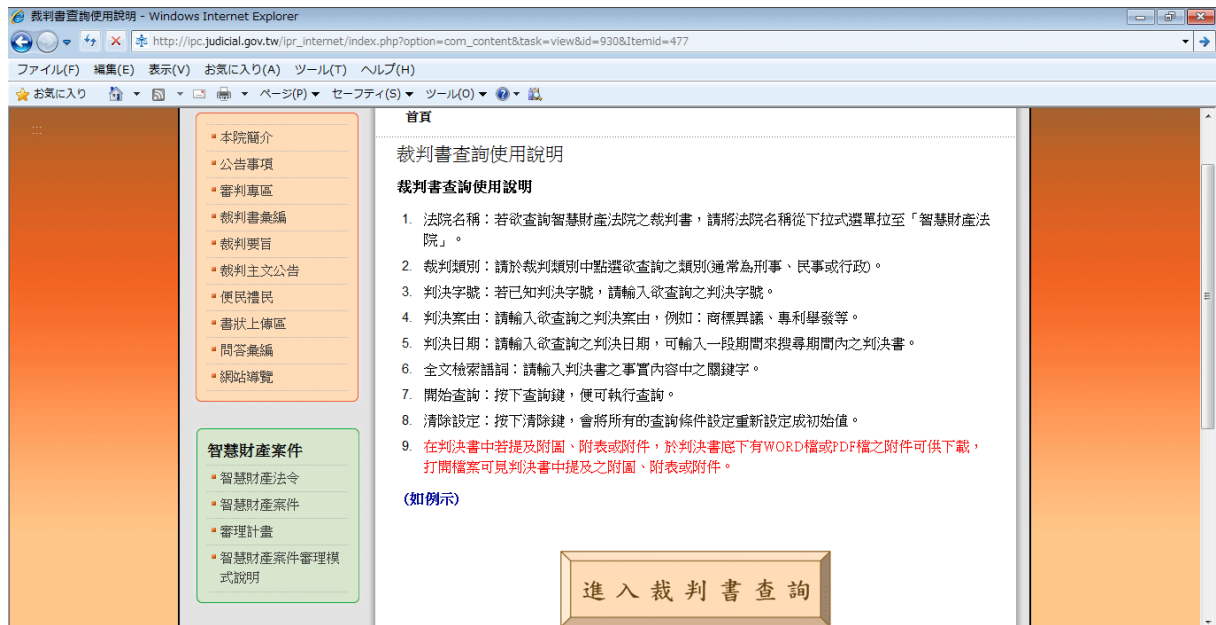 裁判書查詢使用說明 - Windows Internet Explorer
http://ipc.judicial.gov.tw/ipr_internet/index.php?option=com_content&task=view&id=930&Itemid=477
ファイル(F) 編集(E) 表示(V) お気に入り(A) ツール(T) ヘルプ(H)
お気に入り ページ(P) セーフティ(S) ツール(O)
:::
本院簡介
公告事項
審判專區
裁判書彙編
裁判要旨
裁判主文公告
便民禮民
書狀上傳區
問答彙編
網站導覽
智慧財產案件
智慧財產法令
智慧財產案件
審理計畫
智慧財產案件審理模
式說明
首頁
裁判書查詢使用說明
裁判書查詢使用說明
1. 法院名稱：若欲查詢智慧財產法院之裁判書，請將法院名稱從下拉式選單拉至「智慧財產法
院」。
2. 裁判類別：請於裁判類別中點選欲查詢之類別(通常為刑事、民事或行政)。
3. 判決字號：若已知判決字號，請輸入欲查詢之判決字號。
4. 判決案由：請輸入欲查詢之判決案由，例如：商標異議、專利舉發等。
5. 判決日期：請輸入欲查詢之判決日期，可輸入一段期間來搜尋期間內之判決書。
6. 全文檢索語詞：請輸入判決書之事實內容中之關鍵字。
7. 開始查詢：按下查詢鍵，便可執行查詢。
8. 清除設定：按下清除鍵，會將所有的查詢條件設定重新設定成初始值。
9. 在判決書中若提及附圖、附表或附件，於判決書底下有WORD檔或PDF檔之附件可供下載，
打開檔案可見判決書中提及之附圖、附表或附件。
(如例示)
進入裁判書查詢